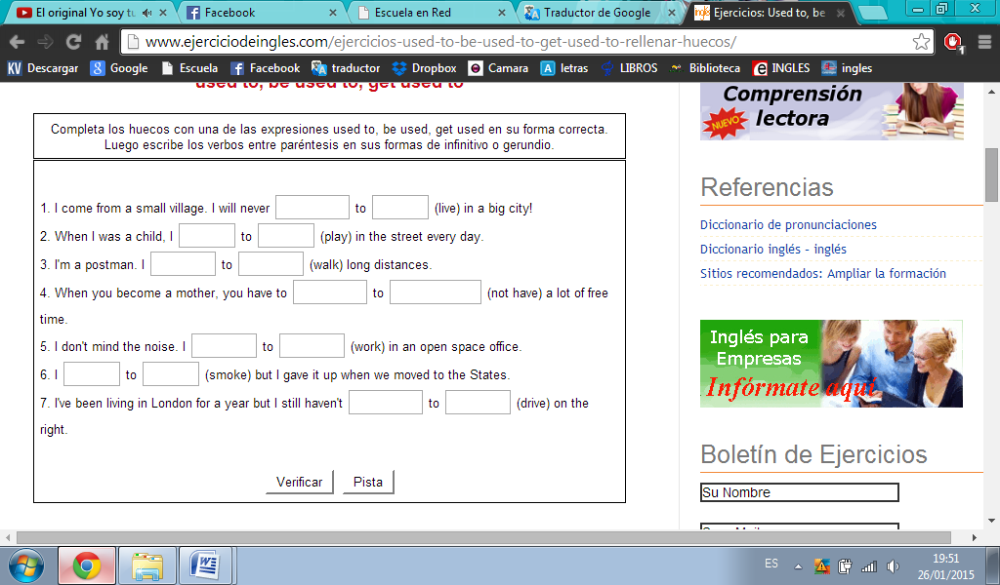 El original Yo soy tu
Facebook
Escuela en Red
Traductor de Google
Ejercicios: Used to, be
www.ejerciciodeingles.com/ejercicios-used-to-be-used-to-get-used-to-rellenar-huecos/
1
KV Descargar
Google
Escuela
Facebook
traductor
Dropbox
Camara
letras
LIBROS
Biblioteca
INGLES
ingles
used to, be used to, get used to
Completa los huecos con una de las expresiones used to, be used, get used en su forma correcta.
Luego escribe los verbos entre paréntesis en sus formas de infinitivo o gerundio.
1. I come from a small village. I will never to (live) in a big city!
2. When I was a child, I to (play) in the street every day.
3. I'm a postman. I to (walk) long distances.
4. When you become a mother, you have to to (not have) a lot of free
time.
5. I don't mind the noise. I to (work) in an open space office.
6. I to (smoke) but I gave it up when we moved to the States.
7. I've been living in London for a year but I still haven't to (drive) on the
right.
Verificar
Pista
Comprensión
lectora
NUEVO
Referencias
Diccionario de pronunciaciones
Diccionario inglés - inglés
Sitios recomendados: Ampliar la formación
Inglés para
Empresas
Infórmate aquí
Boletín de Ejercicios
Su Nombre
ES
19:51
26/01/2015